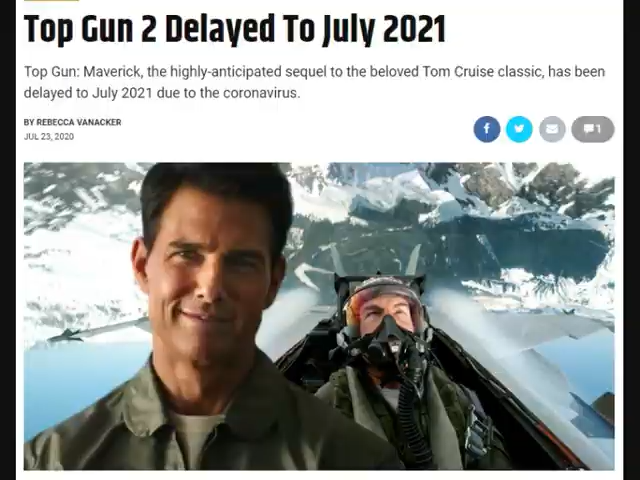 Top Gun 2 Delayed To July 2021
Top Gun: Maverick, the highly-anticipated sequel to the beloved Tom Cruise classic, has been
delayed to July 2021 due to the coronavirus.
BY REBECCA VANACKER
JUL 23, 2020
1